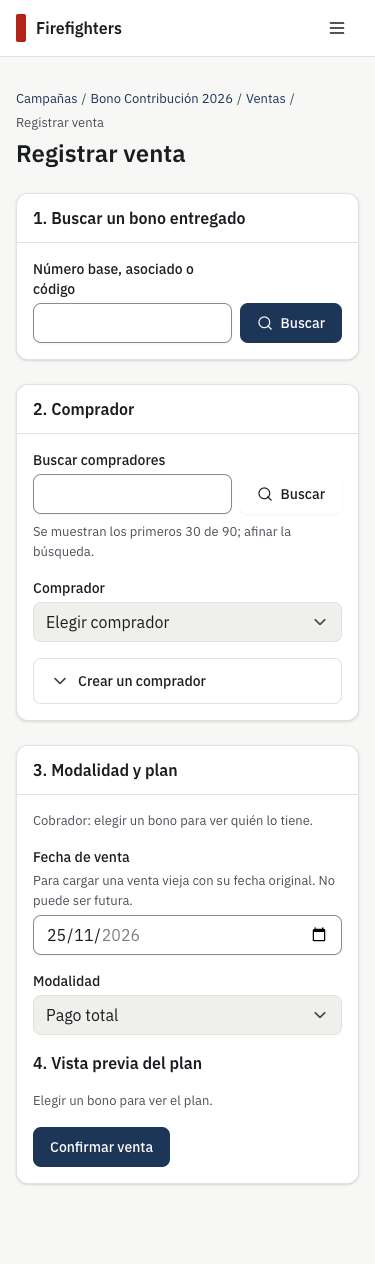 Firefighters
Campañas / Bono Contribución 2026 / Ventas /
Registrar venta
Registrar venta
1. Buscar un bono entregado
Número base, asociado o
código
Buscar
2. Comprador
Buscar compradores
Buscar
Se muestran los primeros 30 de 90; afinar la
búsqueda.
Comprador
Elegir comprador
Crear un comprador
3. Modalidad y plan
Cobrador: elegir un bono para ver quién lo tiene.
Fecha de venta
Para cargar una venta vieja con su fecha original. No
puede ser futura.
25/11/2026
Modalidad
Pago total
4. Vista previa del plan
Elegir un bono para ver el plan.
Confirmar venta